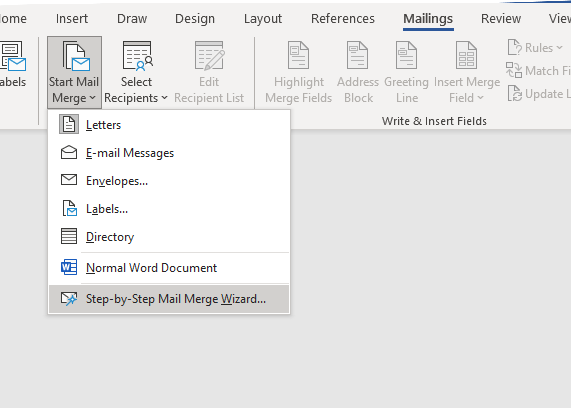 ome Insert Draw Design Layout References Mailings Review Vie
abels
Start Mail
Merge
Select
Recipients
Edit
Recipient List
Highlight
Merge Fields
Address
Block
Greeting
Line
Insert Merge
Field
Rules
Match Fi
Update L
Write & Insert Fields
Letters
E-mail Messages
Envelopes...
Labels...
Directory
Normal Word Document
Step-by-Step Mail Merge Wizard...